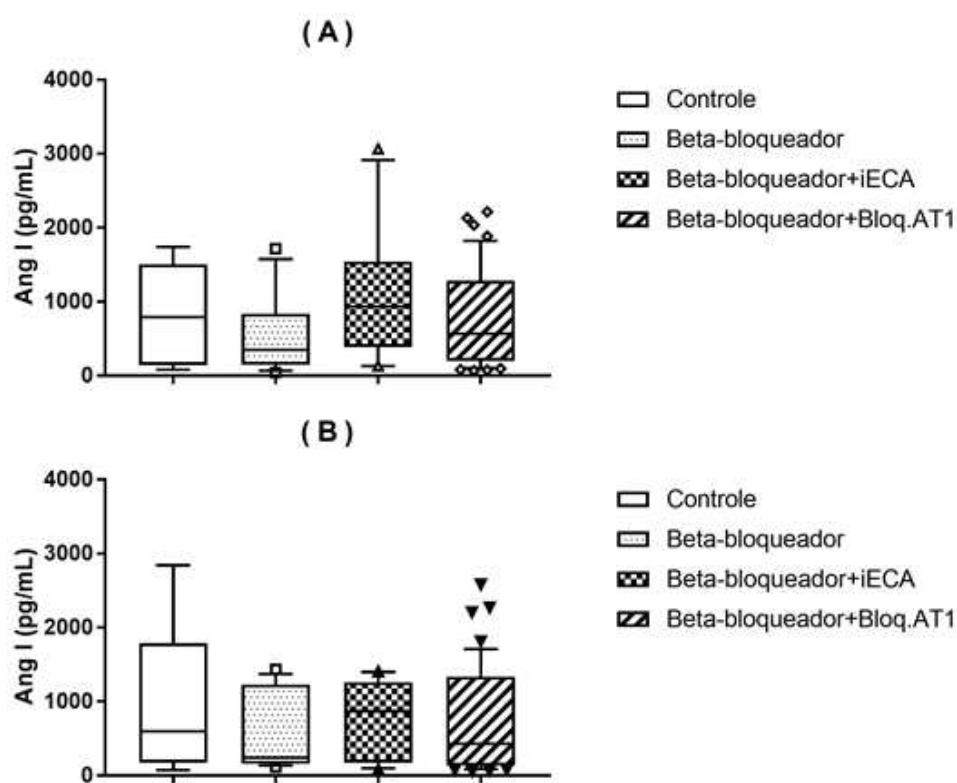 ( A )
4000
3000
2000
1000
0
Ang I (pg/mL)
Controle
Beta-bloqueador
Beta-bloqueador+iECA
Beta-bloqueador+Bloq.AT1
( B )
4000
3000
2000
1000
0
Ang I (pg/mL)
Controle
Beta-bloqueador
Beta-bloqueador+iECA
Beta-bloqueador+Bloq.AT1